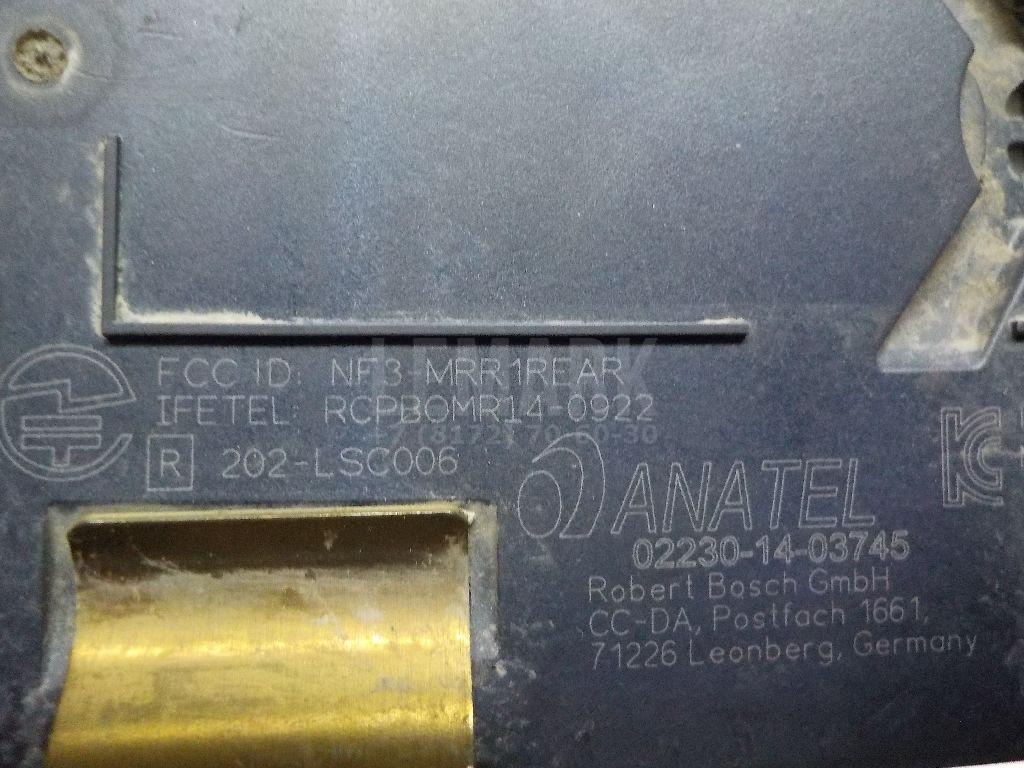 FCC ID: NF3-MRR1REAR
IFETEL: RCPBOMR14-0922
R 202-LSC006
ANATEL
02230-14-03745
Robert Bosch GmbH
CC-DA, Postfach 1661,
71226 Leonberg, Germany